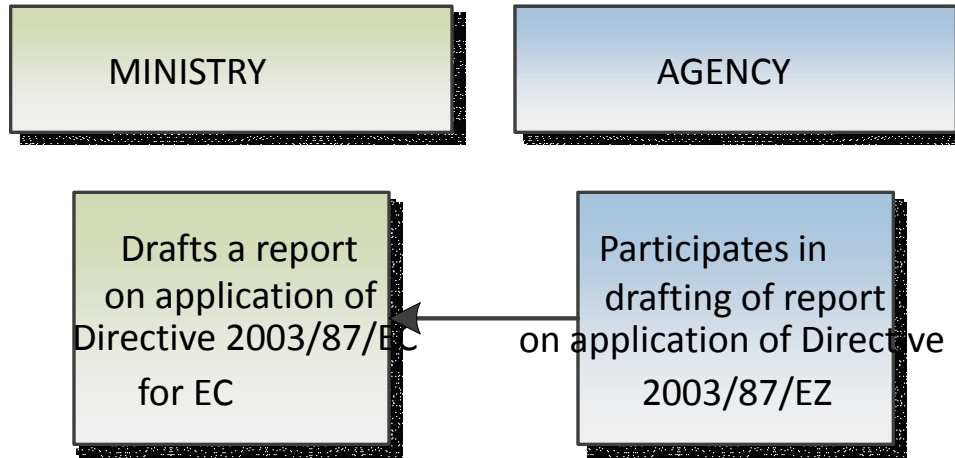 MINISTRY
AGENCY
Drafts a report
on application of
Directive 2003/87/EC
for EC
Participates in
drafting of report
on application of Directive
2003/87/EZ